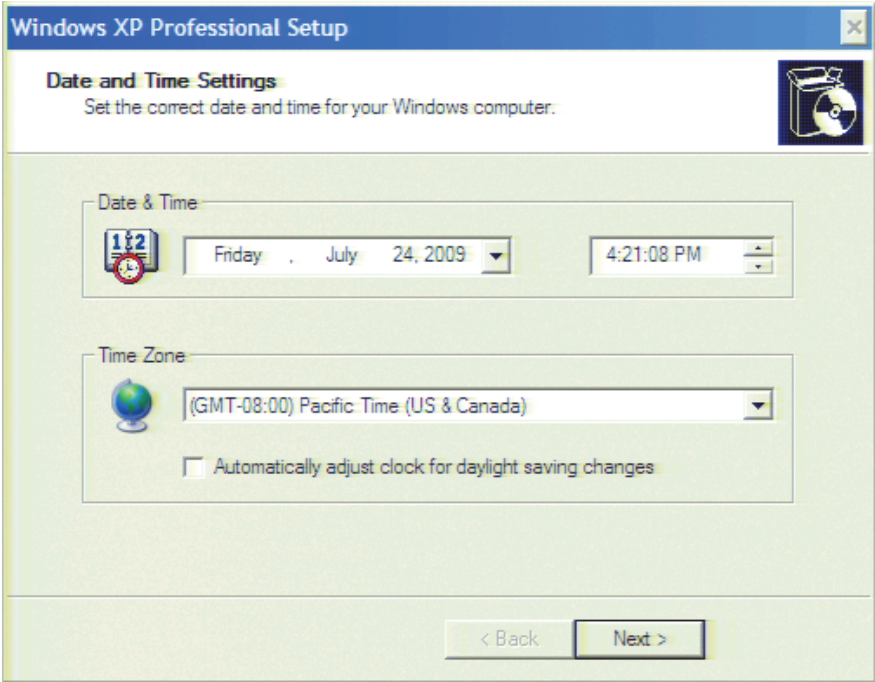 Windows XP Professional Setup
Date and Time Settings
Set the correct date and time for your Windows computer.
Date & Time
12
Friday , July 24, 2009
4:21:08 PM
Time Zone
(GMT-08:00) Pacific Time (US & Canada)
Automatically adjust clock for daylight saving changes
< Back
Next >